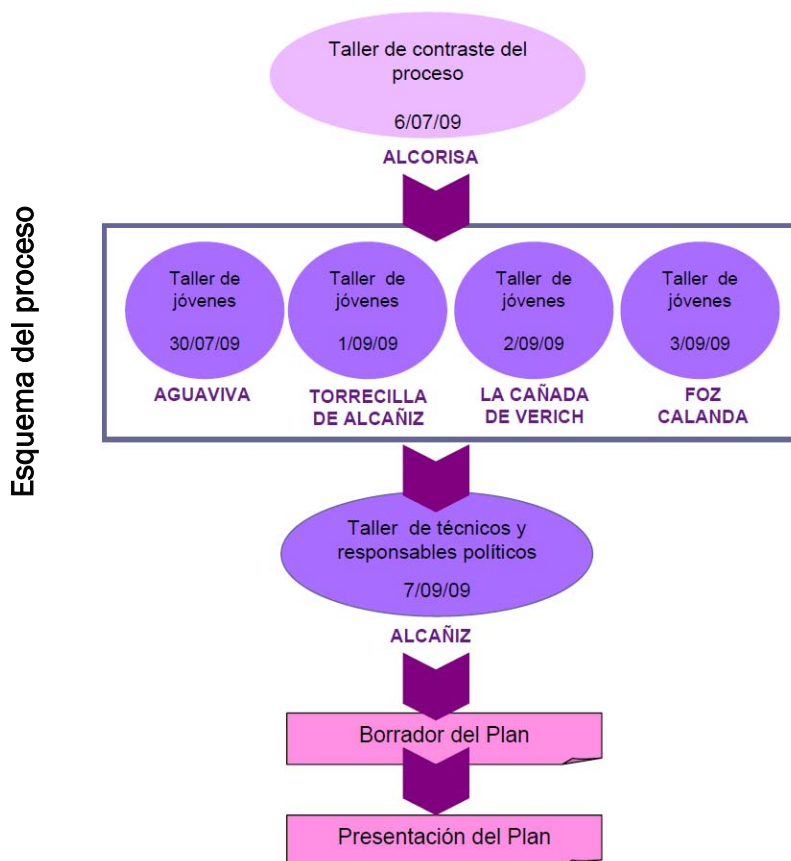 Esquema del proceso
Taller de contraste del
proceso
6/07/09
ALCORISA
Taller de
jóvenes
30/07/09
AGUAVIVA
Taller de
jóvenes
1/09/09
TORRECILLA
DE ALCAÑIZ
Taller de
jóvenes
2/09/09
LA CAÑADA
DE VERICH
Taller de
jóvenes
3/09/09
FOZ
CALANDA
Taller de técnicos y
responsables políticos
7/09/09
ALCAÑIZ
Borrador del Plan
Presentación del Plan